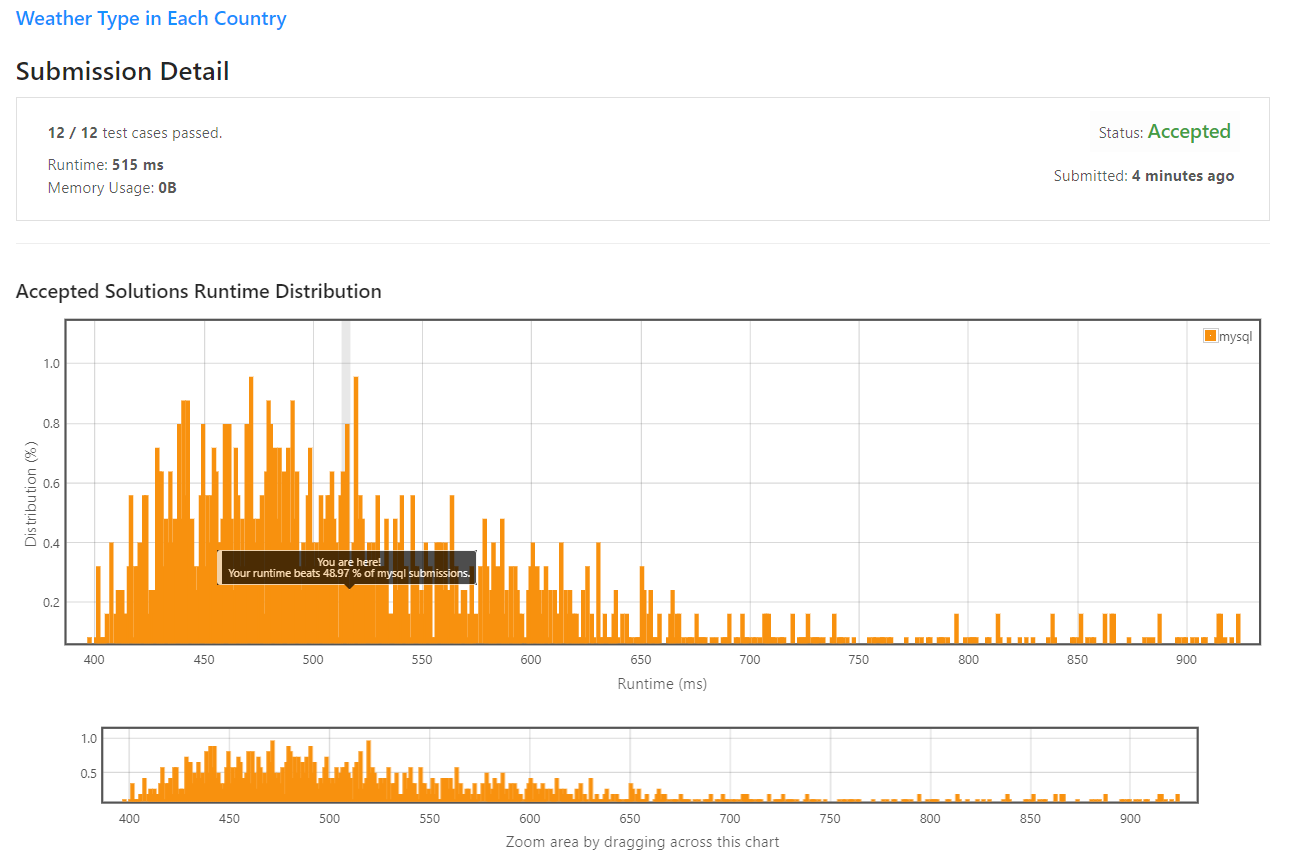 Weather Type in Each Country
Submission Detail
12 / 12 test cases passed.
Status: Accepted
Runtime: 515 ms
Memory Usage: 0B
Submitted: 4 minutes ago
Accepted Solutions Runtime Distribution
mysql
1.0
0.8
0.6
0.4
0.2
Distribution (%)
You are here!
Your runtime beats 48.97 % of mysql submissions.
400 450 500 550 600 650 700 750 800 850 900
Runtime (ms)
1.0
0.5
400 450 500 550 600 650 700 750 800 850 900
Zoom area by dragging across this chart